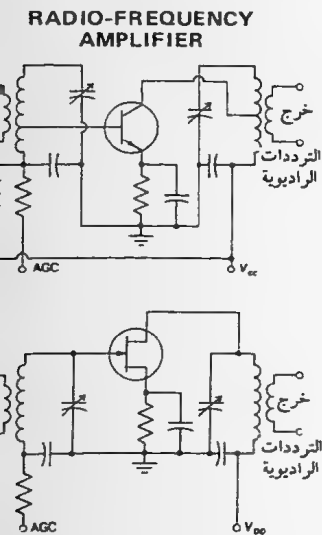 RADIO-FREQUENCY
AMPLIFIER
خرج
الترددات
الراديوية
AGC
Vcc
خرج
الترددات
الراديوية
AGC
VDD